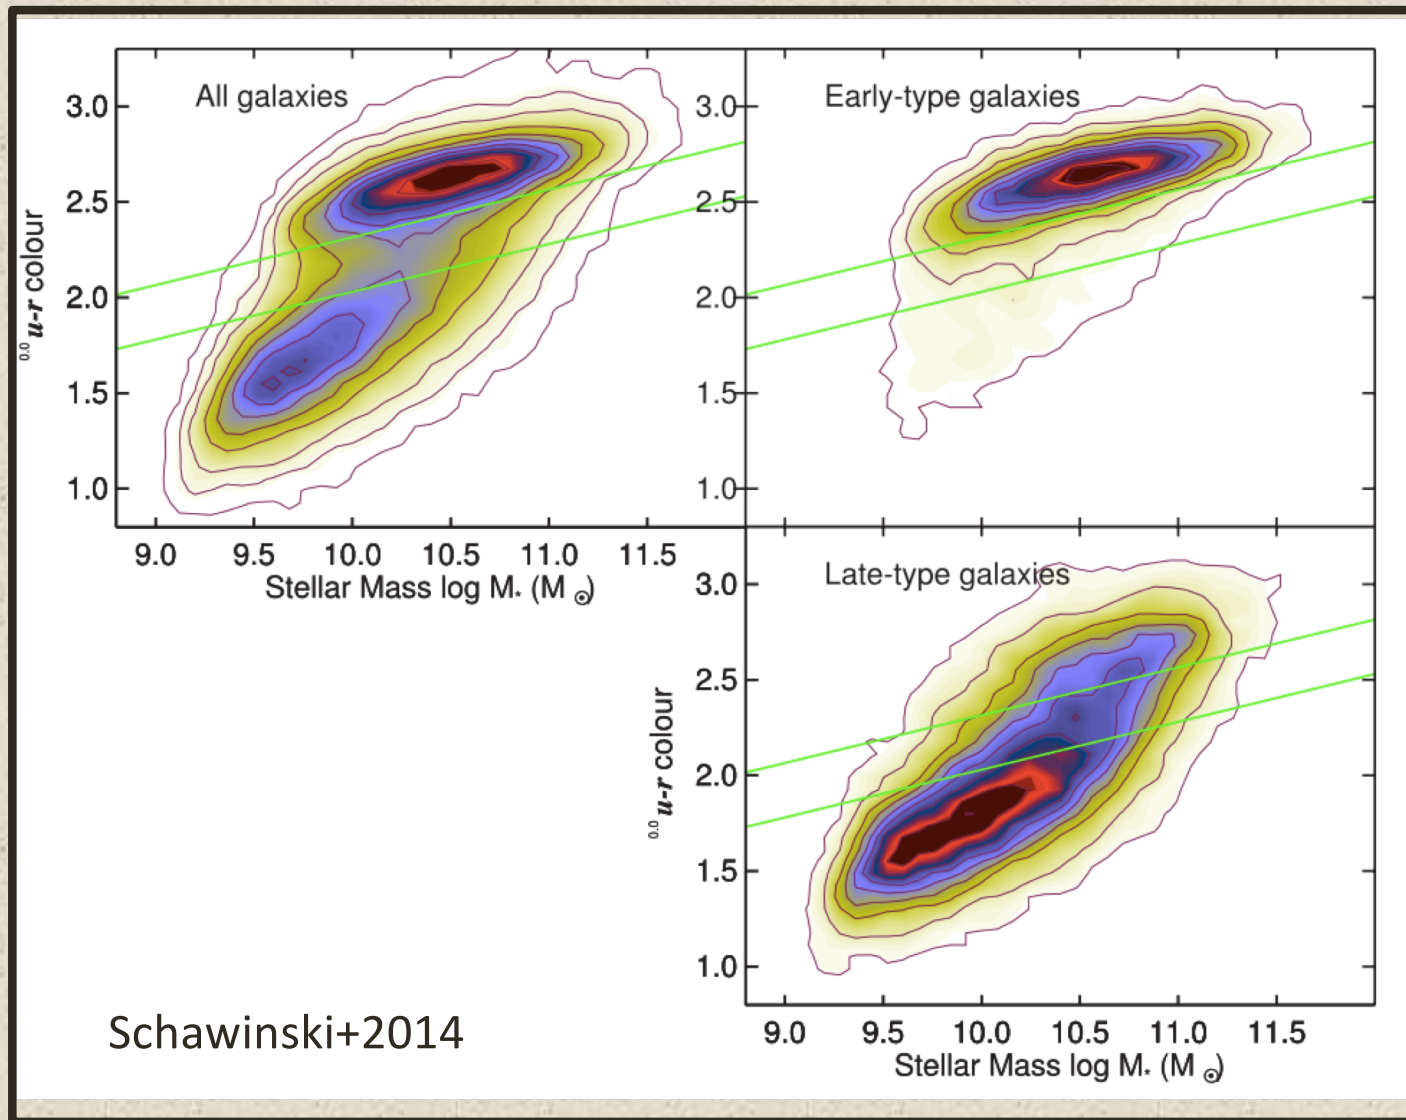 All galaxies
3.0
2.5
2.0
1.5
1.0
0.0 u-r colour
9.0 9.5 10.0 10.5 11.0 11.5
Stellar Mass log M* (M ⊙)
Early-type galaxies
3.0
2.5
2.0
1.5
1.0
Late-type galaxies
3.0
2.5
2.0
1.5
1.0
0.0 u-r colour
9.0 9.5 10.0 10.5 11.0 11.5
Stellar Mass log M* (M ⊙)
Schawinski+2014